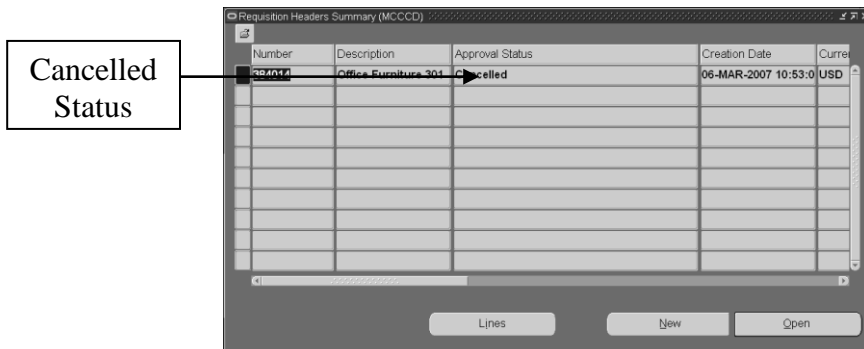 Requisition Headers Summary (MCCCD)
Cancelled
Status
Number Description Approval Status Creation Date Curre
384014 Office Furniture 301 Cancelled 06-MAR-2007 10:53:0 USD
Lines New Open